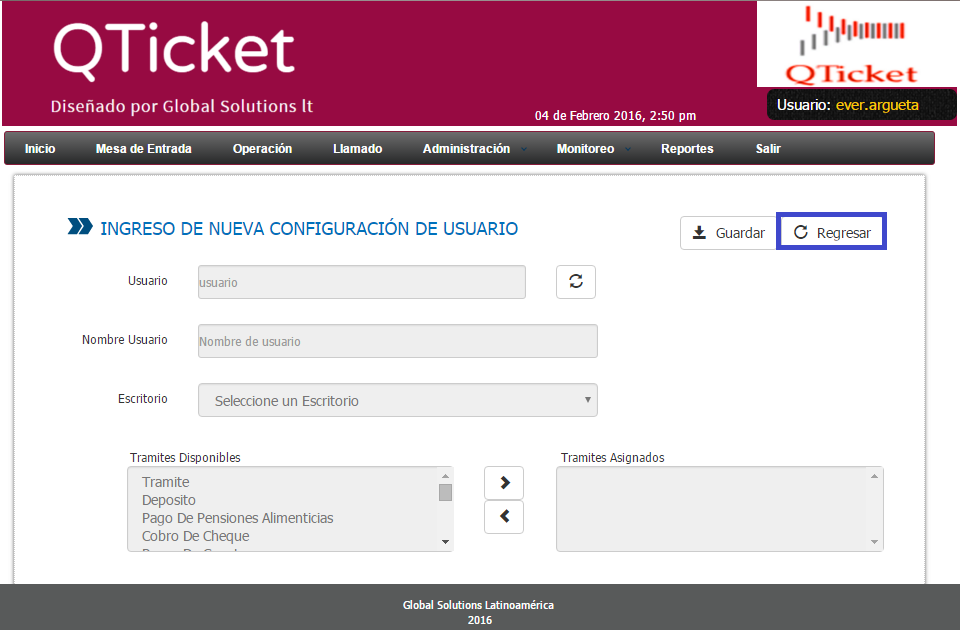 QTicket
Diseñado por Global Solutions lt
04 de Febrero 2016, 2:50 pm
QTicket
Usuario: ever.argueta
Inicio Mesa de Entrada Operación Llamado Administración Monitoreo Reportes Salir
INGRESO DE NUEVA CONFIGURACIÓN DE USUARIO
Guardar Regresar
Usuario usuario
Nombre Usuario Nombre de usuario
Escritorio Seleccione un Escritorio
Tramites Disponibles Tramites Asignados
Tramite
Deposito
Pago De Pensiones Alimenticias
Cobro De Cheque
Global Solutions Latinoamérica
2016